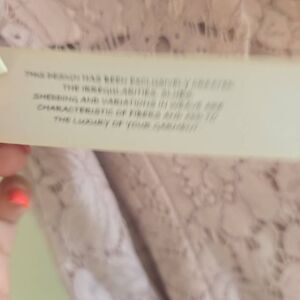 THIS DESIGN HAS BEEN EXCLUSIVELY CREATED.
THE IRREGULARITIES, SLUBS,
SHEDDING AND VARIATIONS IN WEAVE ARE
CHARACTERISTIC OF FIBERS AND ADD TO
THE LUXURY OF YOUR GARMENT